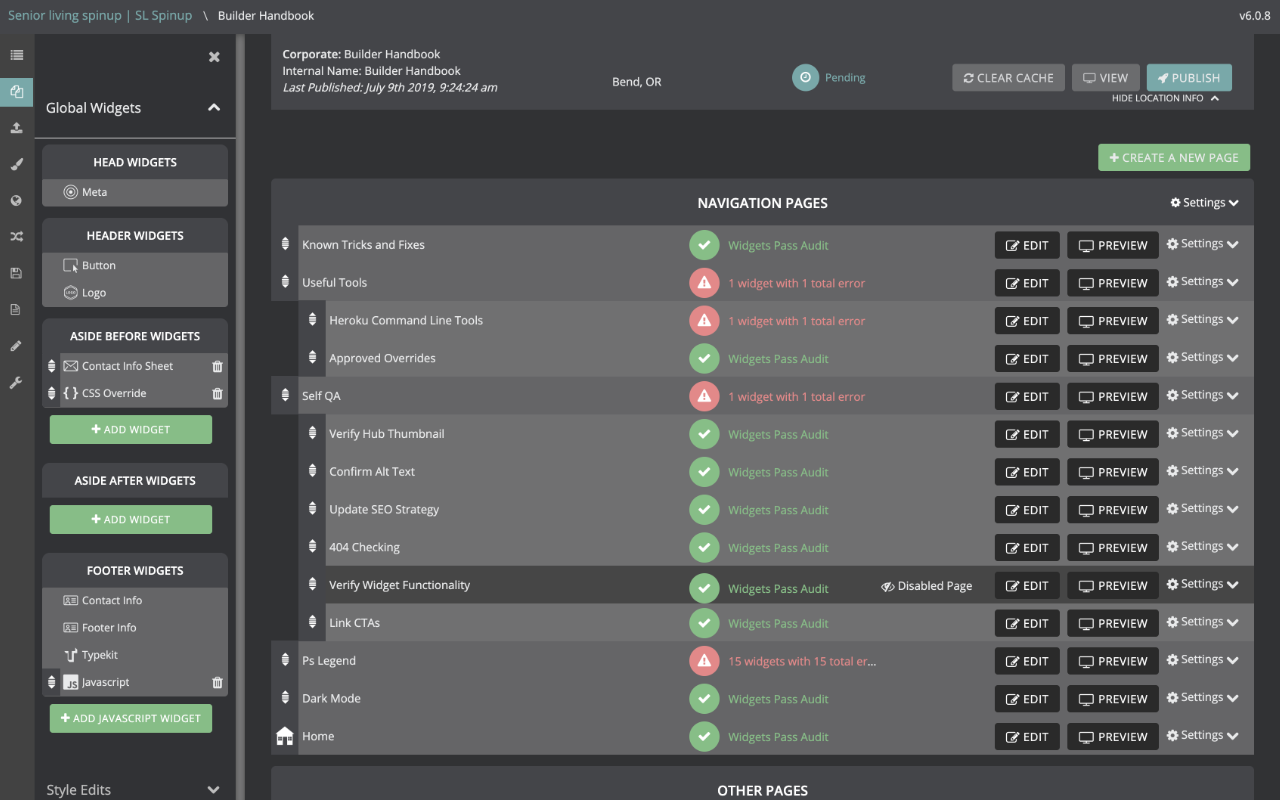 Senior living spinup | SL Spinup \ Builder Handbook
v6.0.8
Global Widgets
HEAD WIDGETS
Meta
HEADER WIDGETS
Button
Logo
ASIDE BEFORE WIDGETS
Contact Info Sheet
{ } CSS Override
+ ADD WIDGET
ASIDE AFTER WIDGETS
+ ADD WIDGET
FOOTER WIDGETS
Contact Info
Footer Info
Typekit
JS Javascript
+ ADD JAVASCRIPT WIDGET
Style Edits
Corporate: Builder Handbook
Internal Name: Builder Handbook
Last Published: July 9th 2019, 9:24:24 am
Bend, OR
Pending
CLEAR CACHE
VIEW
PUBLISH
HIDE LOCATION INFO
+ CREATE A NEW PAGE
NAVIGATION PAGES
Settings
Known Tricks and Fixes Widgets Pass Audit EDIT PREVIEW Settings
Useful Tools 1 widget with 1 total error EDIT PREVIEW Settings
Heroku Command Line Tools 1 widget with 1 total error EDIT PREVIEW Settings
Approved Overrides Widgets Pass Audit EDIT PREVIEW Settings
Self QA 1 widget with 1 total error EDIT PREVIEW Settings
Verify Hub Thumbnail Widgets Pass Audit EDIT PREVIEW Settings
Confirm Alt Text Widgets Pass Audit EDIT PREVIEW Settings
Update SEO Strategy Widgets Pass Audit EDIT PREVIEW Settings
404 Checking Widgets Pass Audit EDIT PREVIEW Settings
Verify Widget Functionality Widgets Pass Audit Disabled Page EDIT PREVIEW Settings
Link CTAs Widgets Pass Audit EDIT PREVIEW Settings
Ps Legend 15 widgets with 15 total er... EDIT PREVIEW Settings
Dark Mode Widgets Pass Audit EDIT PREVIEW Settings
Home Widgets Pass Audit EDIT PREVIEW Settings
OTHER PAGES